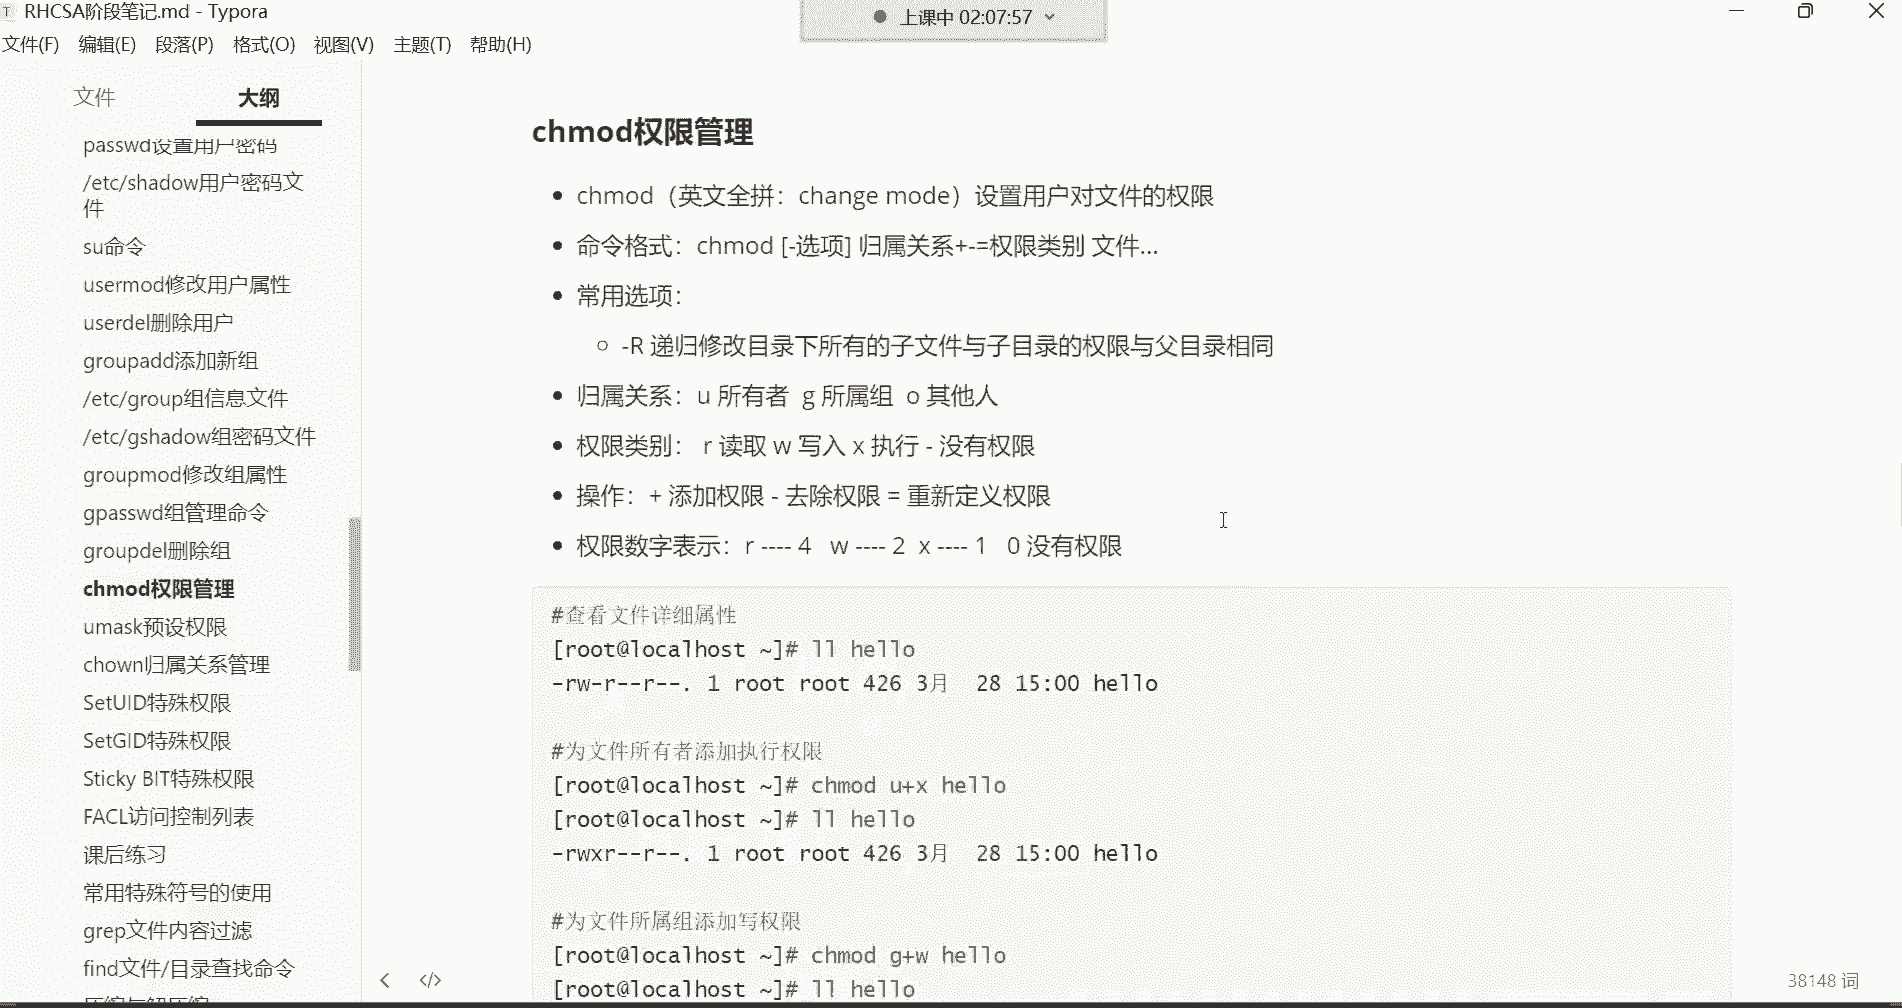 RHCSA阶段笔记.md - Typora
上课中 02:07:57
文件(F) 编辑(E) 段落(P) 格式(O) 视图(V) 主题(T) 帮助(H)
文件 大纲
passwd设置用户密码
/etc/shadow用户密码文
件
su命令
usermod修改用户属性
userdel删除用户
groupadd添加新组
/etc/group组信息文件
/etc/gshadow组密码文件
groupmod修改组属性
gpasswd组管理命令
groupdel删除组
chmod权限管理
umask预设权限
chown归属关系管理
SetUID特殊权限
SetGID特殊权限
Sticky BIT特殊权限
FACL访问控制列表
课后练习
常用特殊符号的使用
grep文件内容过滤
find文件/目录查找命令
chmod权限管理
chmod（英文全拼：change mode）设置用户对文件的权限
命令格式：chmod [-选项] 归属关系+-=权限类别 文件...
常用选项：
-R 递归修改目录下所有的子文件与子目录的权限与父目录相同
归属关系：u 所有者 g 所属组 o 其他人
权限类别： r 读取 w 写入 x 执行 - 没有权限
操作：+ 添加权限 - 去除权限 = 重新定义权限
权限数字表示：r ---- 4 w ---- 2 x ---- 1 0 没有权限
#查看文件详细属性
[root@localhost ~]# ll hello
-rw-r--r--. 1 root root 426 3月 28 15:00 hello
#为文件所有者添加执行权限
[root@localhost ~]# chmod u+x hello
[root@localhost ~]# ll hello
-rwxr--r--. 1 root root 426 3月 28 15:00 hello
#为文件所属组添加写权限
[root@localhost ~]# chmod g+w hello
[root@localhost ~]# ll hello
38148 词